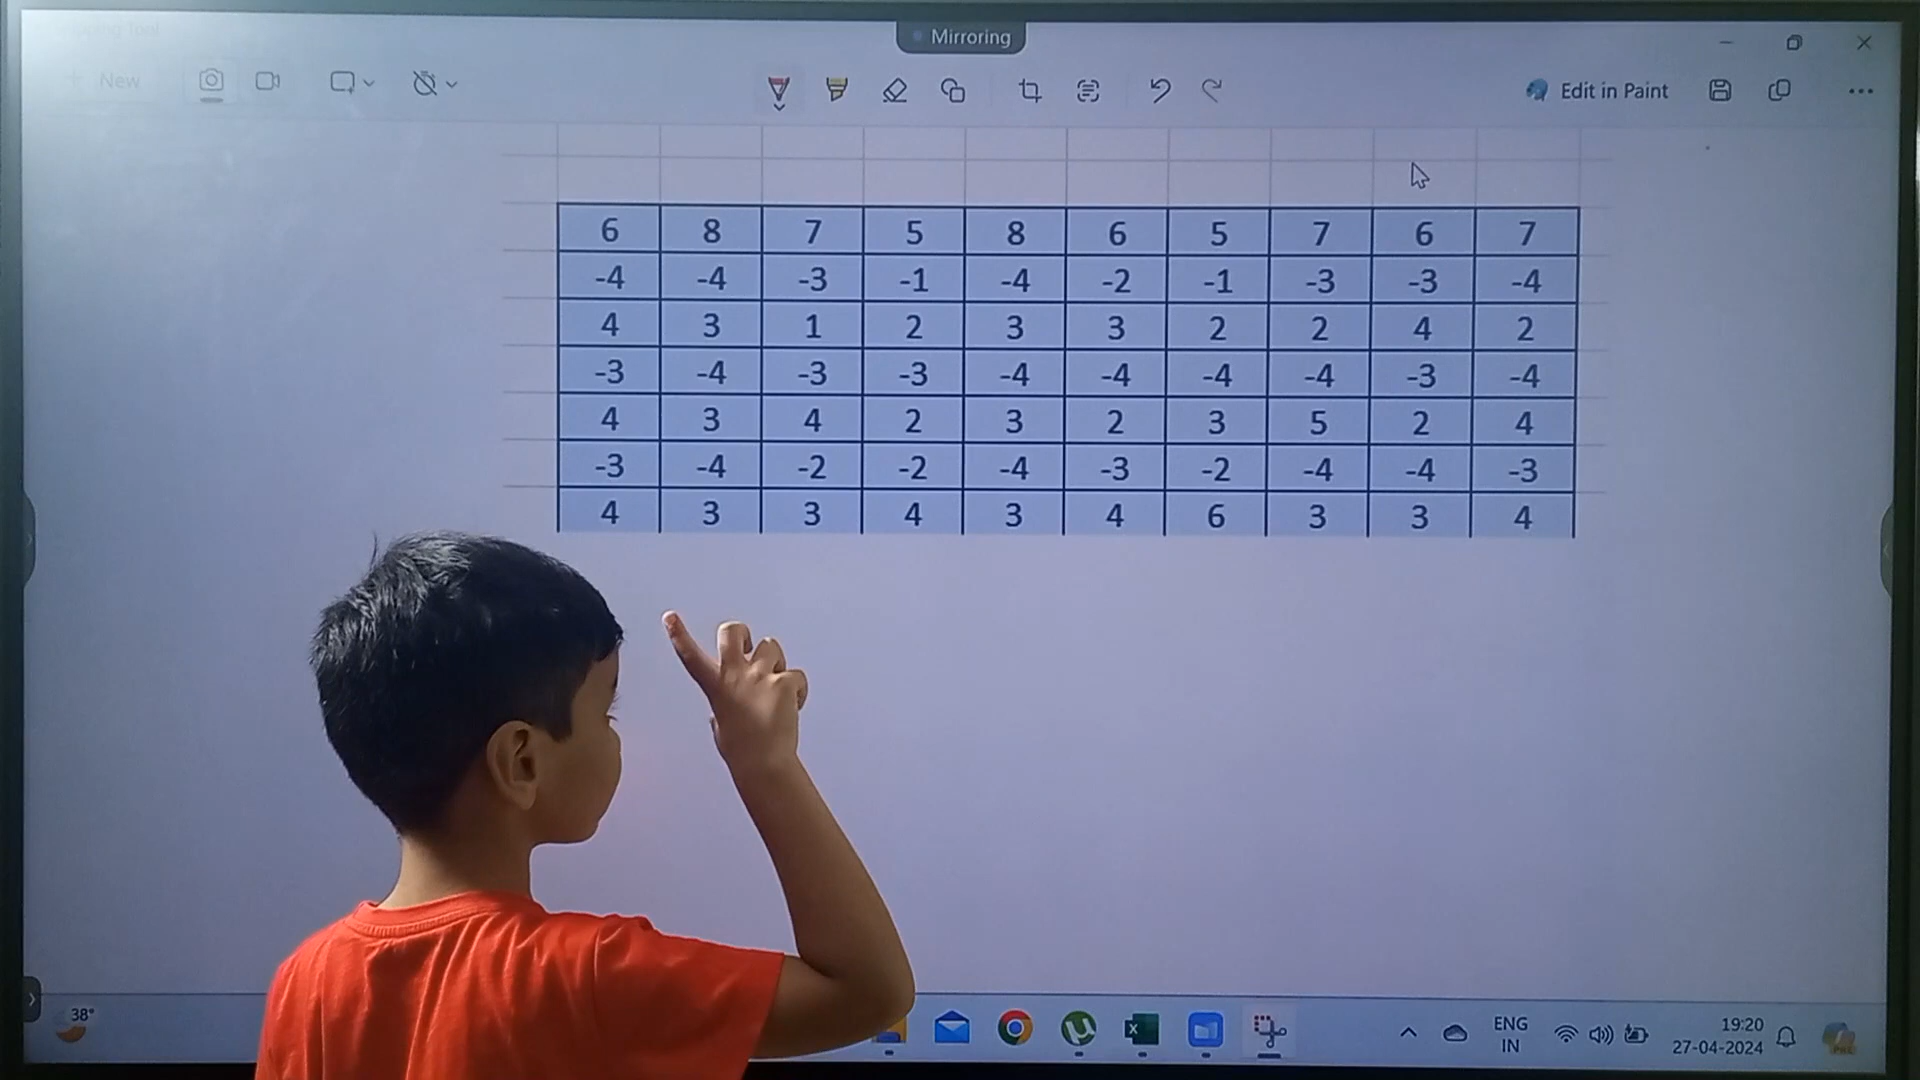 Mirroring
New
Edit in Paint
6 8 7 5 8 6 5 7 6 7
-4 -4 -3 -1 -4 -2 -1 -3 -3 -4
4 3 1 2 3 3 2 2 4 2
-3 -4 -3 -3 -4 -4 -4 -4 -3 -4
4 3 4 2 3 2 3 5 2 4
-3 -4 -2 -2 -4 -3 -2 -4 -4 -3
4 3 3 4 3 4 6 3 3 4
38°
ENG
IN
19:20
27-04-2024